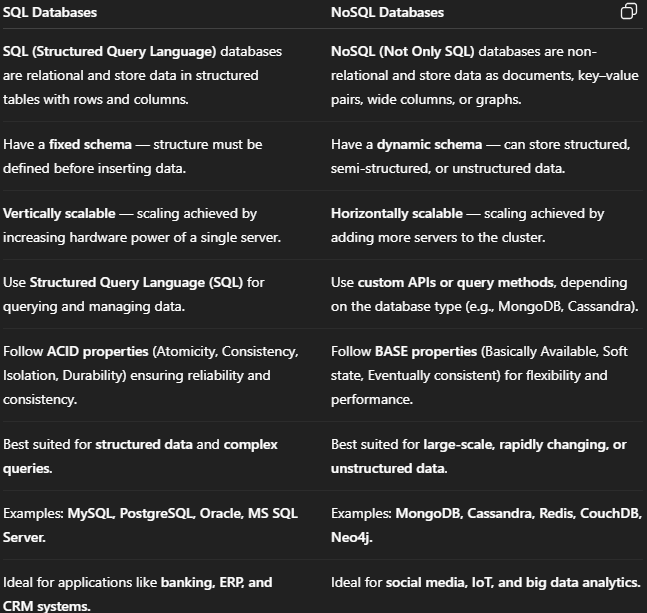 SQL Databases
NoSQL Databases
SQL (Structured Query Language) databases
are relational and store data in structured
tables with rows and columns.
NoSQL (Not Only SQL) databases are non-
relational and store data as documents, key–value
pairs, wide columns, or graphs.
Have a fixed schema — structure must be
defined before inserting data.
Have a dynamic schema — can store structured,
semi-structured, or unstructured data.
Vertically scalable — scaling achieved by
increasing hardware power of a single server.
Horizontally scalable — scaling achieved by
adding more servers to the cluster.
Use Structured Query Language (SQL) for
querying and managing data.
Use custom APIs or query methods, depending
on the database type (e.g., MongoDB, Cassandra).
Follow ACID properties (Atomicity, Consistency,
Isolation, Durability) ensuring reliability and
consistency.
Follow BASE properties (Basically Available, Soft
state, Eventually consistent) for flexibility and
performance.
Best suited for structured data and complex
queries.
Best suited for large-scale, rapidly changing, or
unstructured data.
Examples: MySQL, PostgreSQL, Oracle, MS SQL
Server.
Examples: MongoDB, Cassandra, Redis, CouchDB,
Neo4j.
Ideal for applications like banking, ERP, and
CRM systems.
Ideal for social media, IoT, and big data analytics.